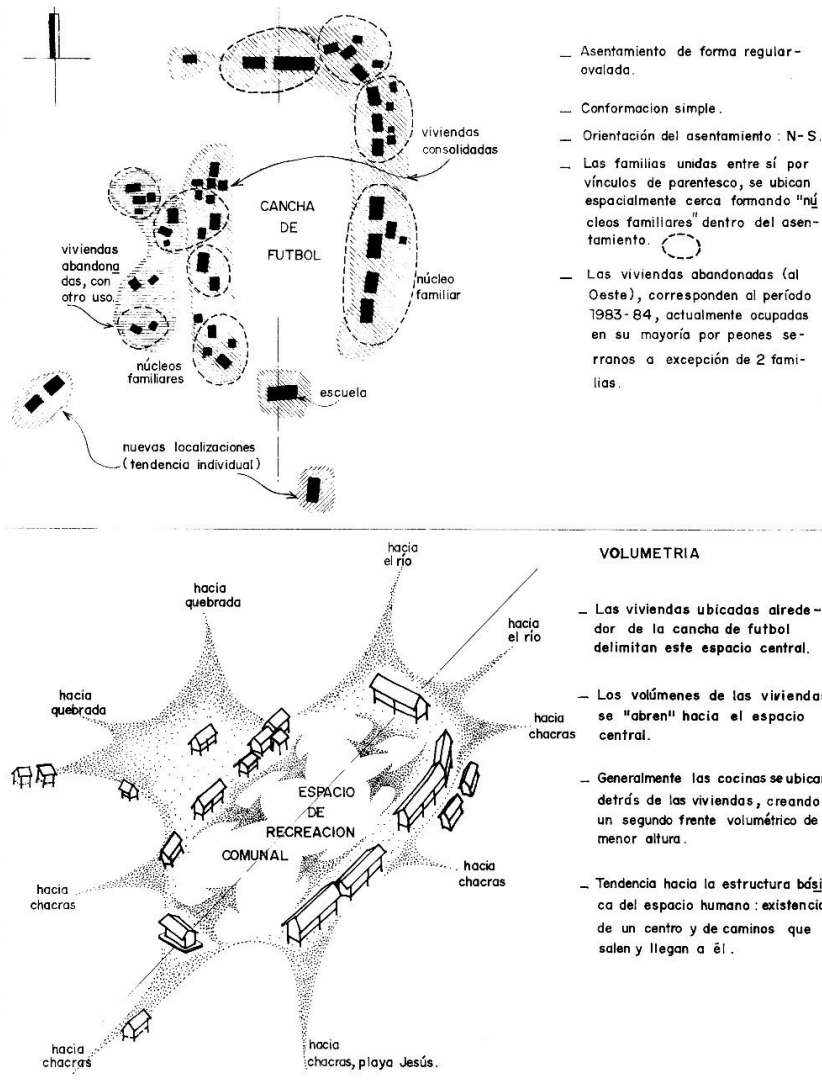 _ Asentamiento de forma regular-
ovalada.
_ Conformacion simple.
_ Orientación del asentamiento : N-S.
_ Las familias unidas entre sí por
vínculos de parentesco, se ubican
espacialmente cerca formando "nú
cleos familiares" dentro del asen-
tamiento.
_ Las viviendas abandonadas (al
Oeste), corresponden al período
1983-84, actualmente ocupadas
en su mayoría por peones se-
rranos a excepción de 2 fami-
lias.
viviendas
consolidadas
CANCHA
DE
FUTBOL
viviendas
abandona
das, con
otro uso.
núcleo
familiar
núcleos
familiares
escuela
nuevas localizaciones
(tendencia individual)
VOLUMETRIA
_ Las viviendas ubicadas alrede-
dor de la cancha de futbol
delimitan este espacio central.
_ Los volúmenes de las viviendas
se "abren" hacia el espacio
central.
_ Generalmente las cocinas se ubican
detrás de las viviendas, creando
un segundo frente volumétrico de
menor altura.
_ Tendencia hacia la estructura bási
ca del espacio humano : existencia
de un centro y de caminos que
salen y llegan a él.
hacia
el río
hacia
quebrada
hacia
el río
hacia
quebrada
hacia
chacras
ESPACIO
DE
RECREACION
COMUNAL
hacia
chacras
hacia
chacras
hacia
chacras
hacia
chacras, playa Jesús.